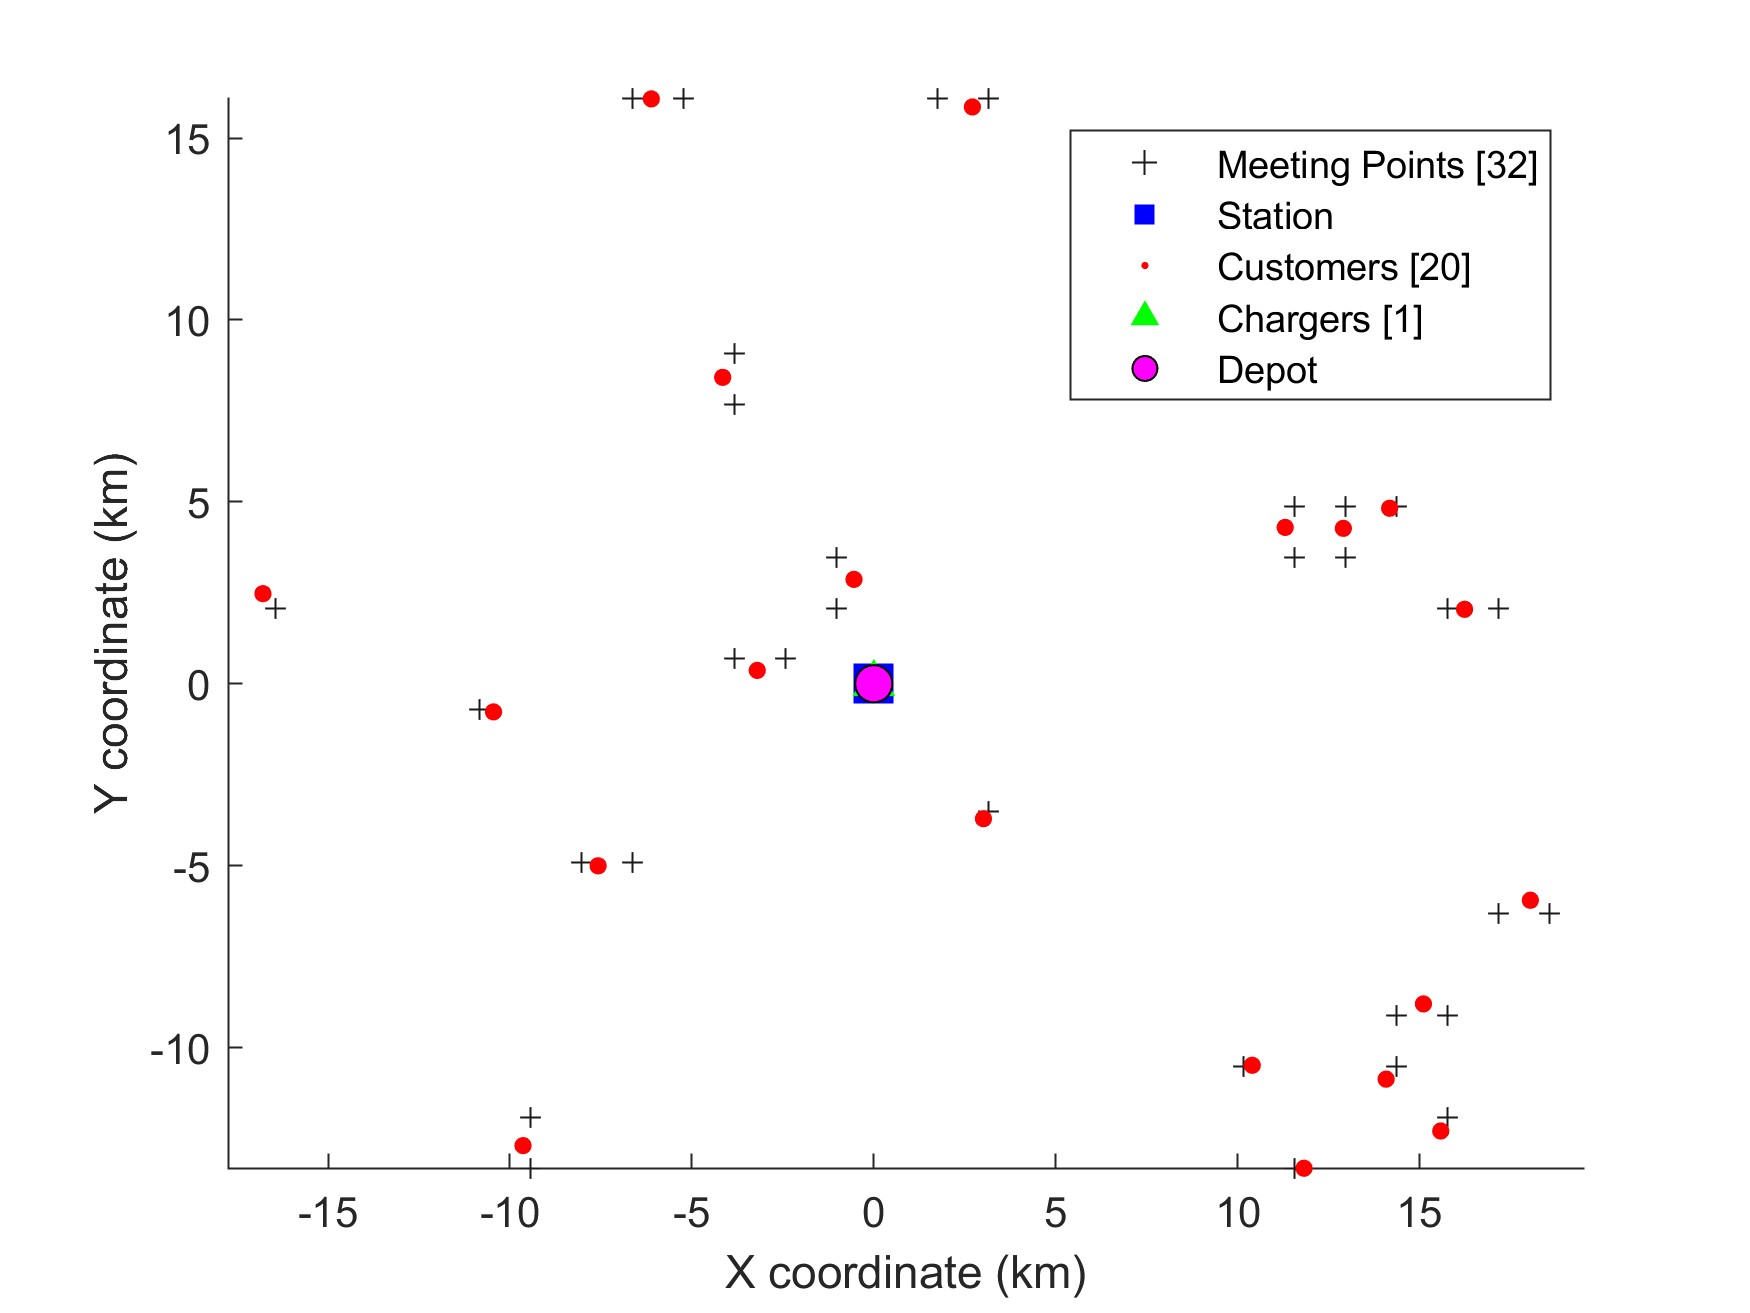 15
10
5
0
-5
-10
-15
-10
-5
0
5
10
15
X coordinate (km)
Y coordinate (km)
Meeting Points [32]
Station
Customers [20]
Chargers [1]
Depot